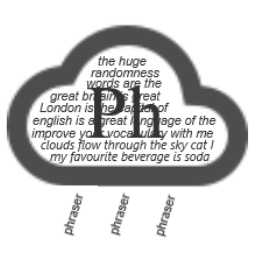 the huge
randomness
words are the
great britain is great
Ph
London is the capital of
english is a great language of the
improve your vocabulary with me
clouds flow through the sky cat I
my favourite beverage is soda
phraser
phraser
phraser